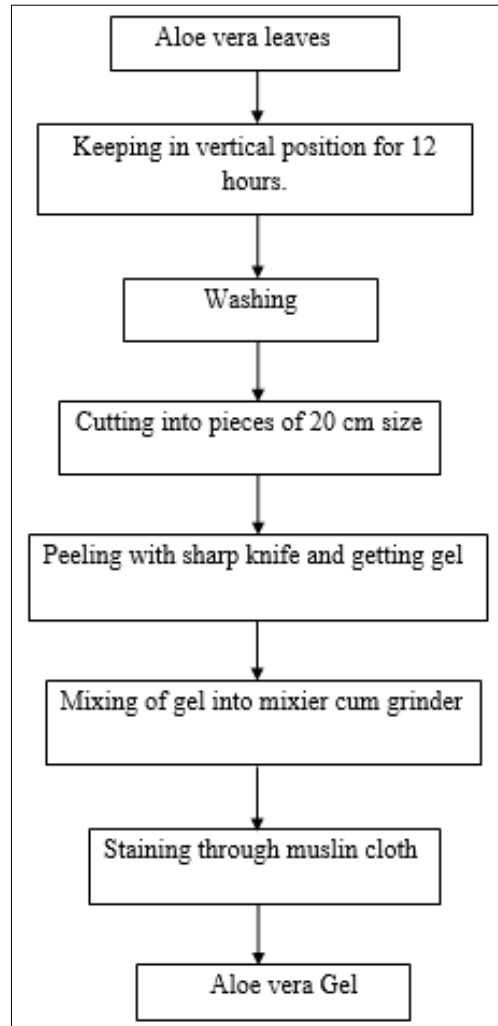 Aloe vera leaves
Keeping in vertical position for 12
hours.
Washing
Cutting into pieces of 20 cm size
Peeling with sharp knife and getting gel
Mixing of gel into mixier cum grinder
Staining through muslin cloth
Aloe vera Gel